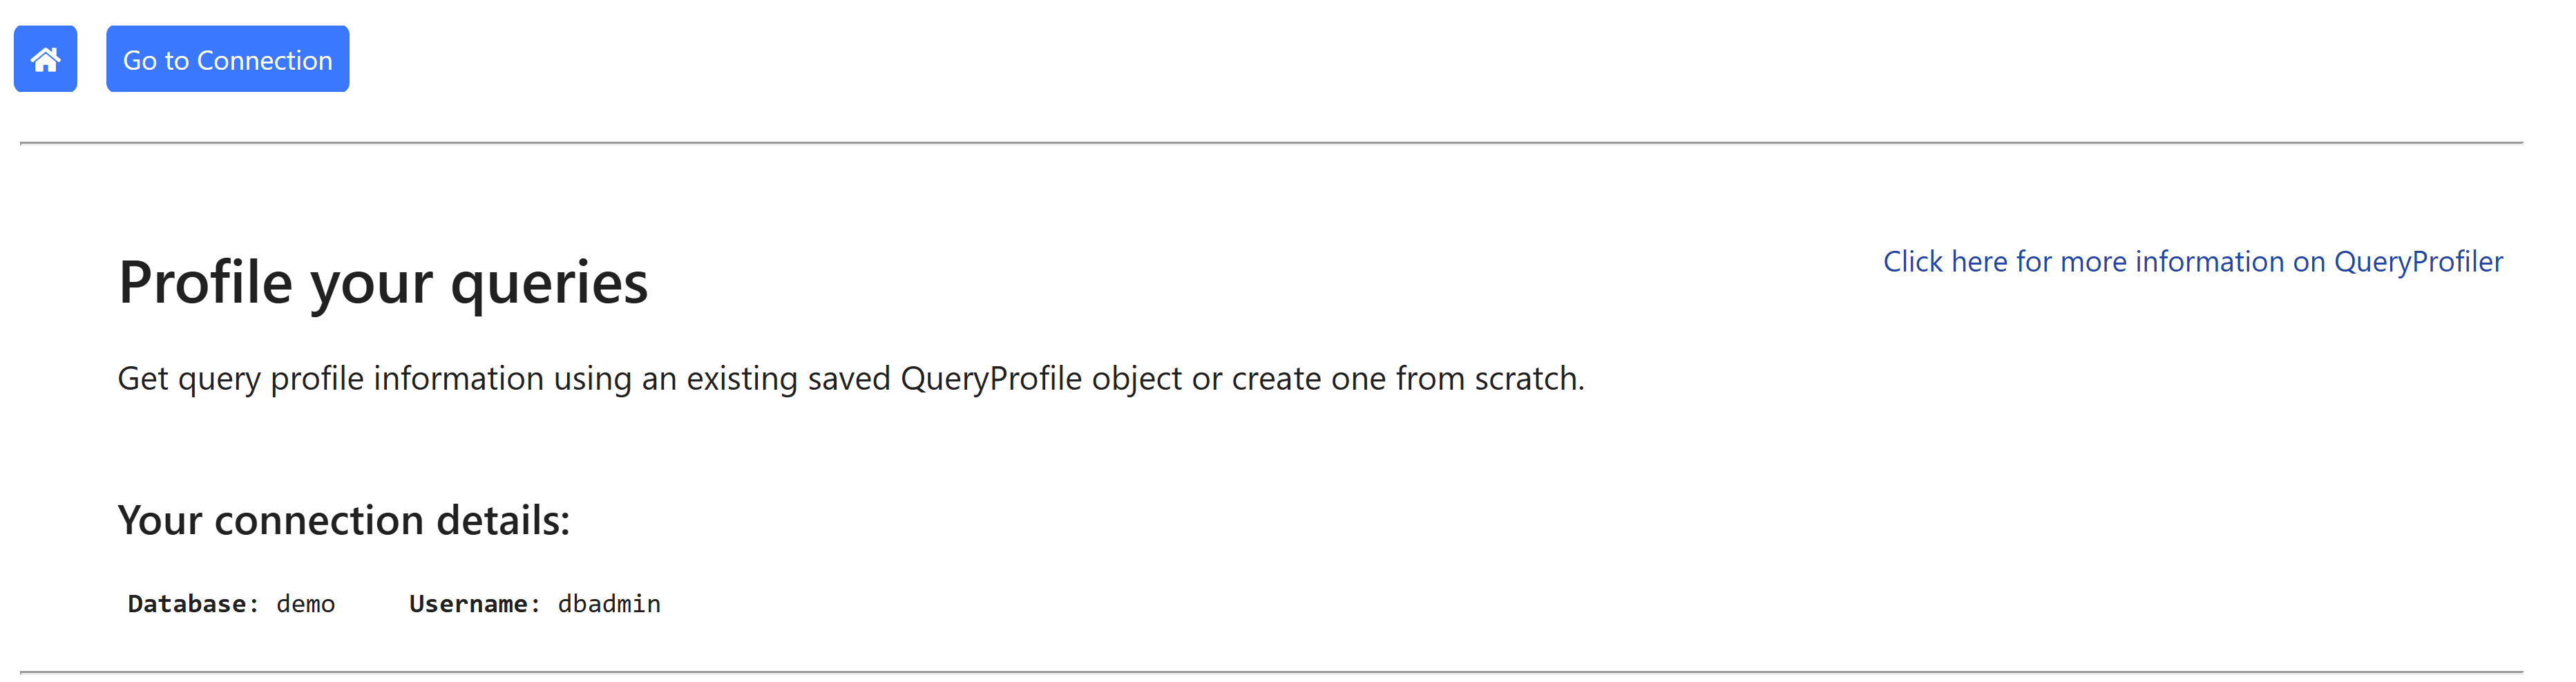 Go to Connection
Profile your queries
Click here for more information on QueryProfiler
Get query profile information using an existing saved QueryProfile object or create one from scratch.
Your connection details:
Database: demo Username: dbadmin